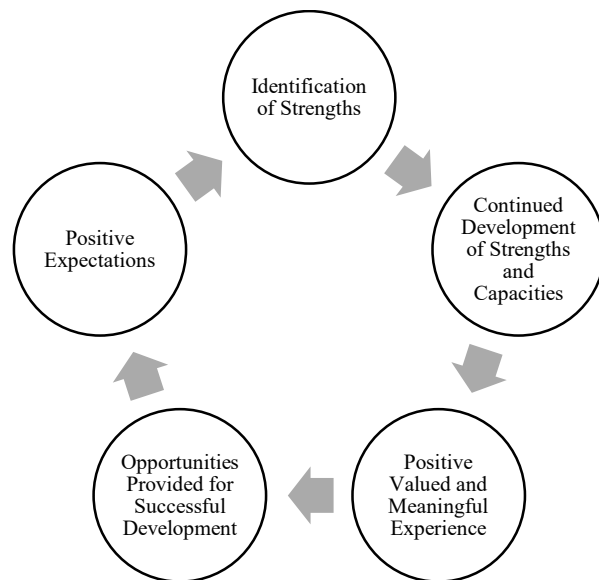 Identification
of Strengths
Continued
Development
of Strengths
and
Capacities
Positive
Valued and
Meaningful
Experience
Opportunities
Provided for
Successful
Development
Positive
Expectations